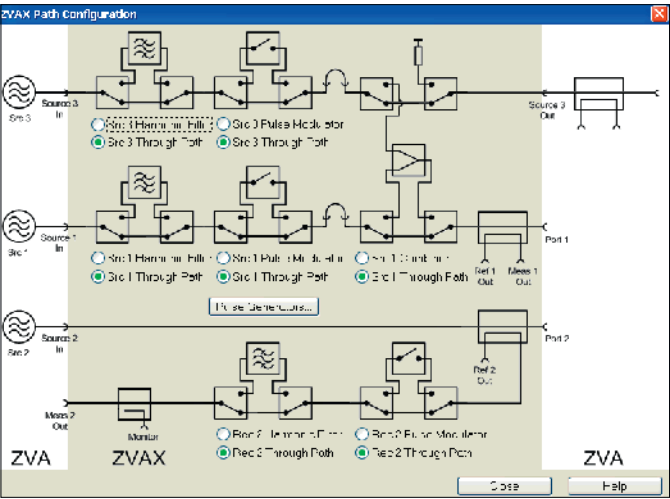 ZVAX Path Configuration
Src 3
Source 3
In
Src 3 Harmonic Filter
Src 3 Pulse Modulator
Src 3 Through Path
Src 3 Through Path
Source 3
Out
Src 1
Source 1
In
Src 1 Harmonic Filter
Src 1 Pulse Modulator
Src 1 Combiner
Src 1 Through Path
Src 1 Through Path
Src 1 Through Path
Ref 1
Out
Meas 1
Out
Port 1
Pulse Generators...
Src 2
Source 2
In
Port 2
Ref 2
Out
Meas 2
Out
Monitor
Rec 2 Harmonic Filter
Rec 2 Pulse Modulator
Rec 2 Through Path
Rec 2 Through Path
ZVA
ZVAX
ZVA
Close
Help